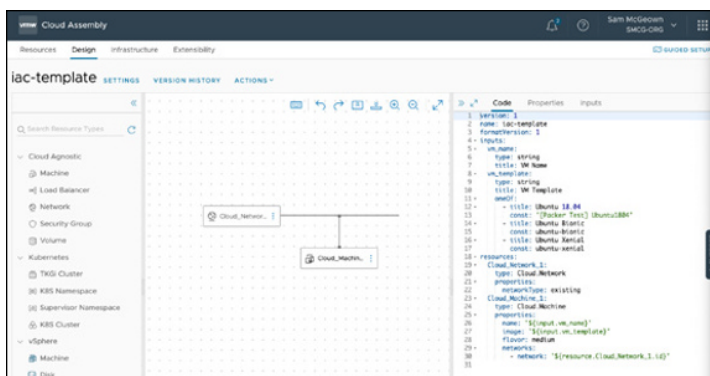 vmw Cloud Assembly
Sam McGeown
SMCG-ORG
Resources Design Infrastructure Extensibility
GUIDED SETUP
iac-template SETTINGS VERSION HISTORY ACTIONS
Search Resource Types
Cloud Agnostic
Machine
Load Balancer
Network
Security Group
Volume
Kubernetes
TKGI Cluster
K8S Namespace
Supervisor Namespace
K8S Cluster
vSphere
Machine
Disk
Cloud_Networ...
Cloud_Machin...
Code Properties Inputs
1 version: 1
2 name: iac-template
3 formatVersion: 1
4 inputs:
5 vm_name:
6 type: string
7 title: VM Name
8 vm_template:
9 type: string
10 title: VM Template
11 oneOf:
12 - title: Ubuntu 18.04
13 const: "[Packer Test] Ubuntu1804"
14 - title: Ubuntu Bionic
15 const: ubuntu-bionic
16 - title: Ubuntu Xenial
17 const: ubuntu-xenial
18 resources:
19 Cloud_Network_1:
20 type: Cloud.Network
21 properties:
22 networkType: existing
23 Cloud_Machine_1:
24 type: Cloud.Machine
25 properties:
26 name: '${input.vm_name}'
27 image: '${input.vm_template}'
28 flavor: medium
29 networks:
30 - network: '${resource.Cloud_Network_1.id}'
31